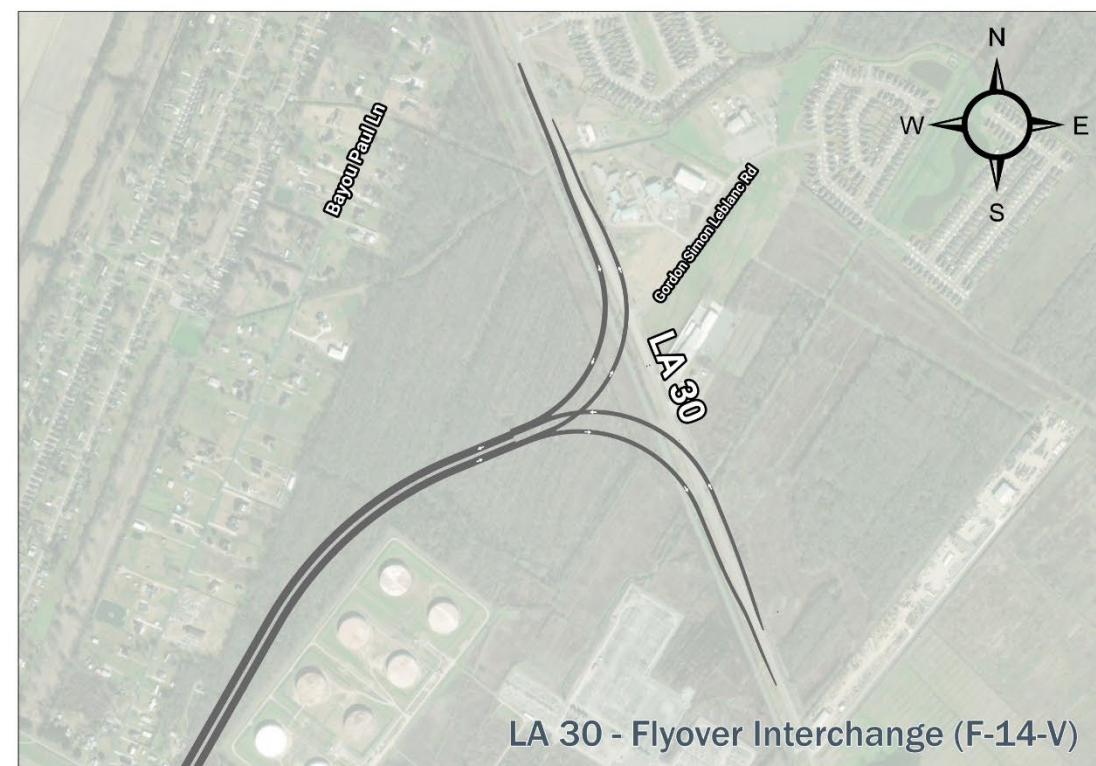 N
W
E
S
Bayou Paul Ln
Gordon Simon Leblanc Rd
LA 30
LA 30 - Flyover Interchange (F-14-V)